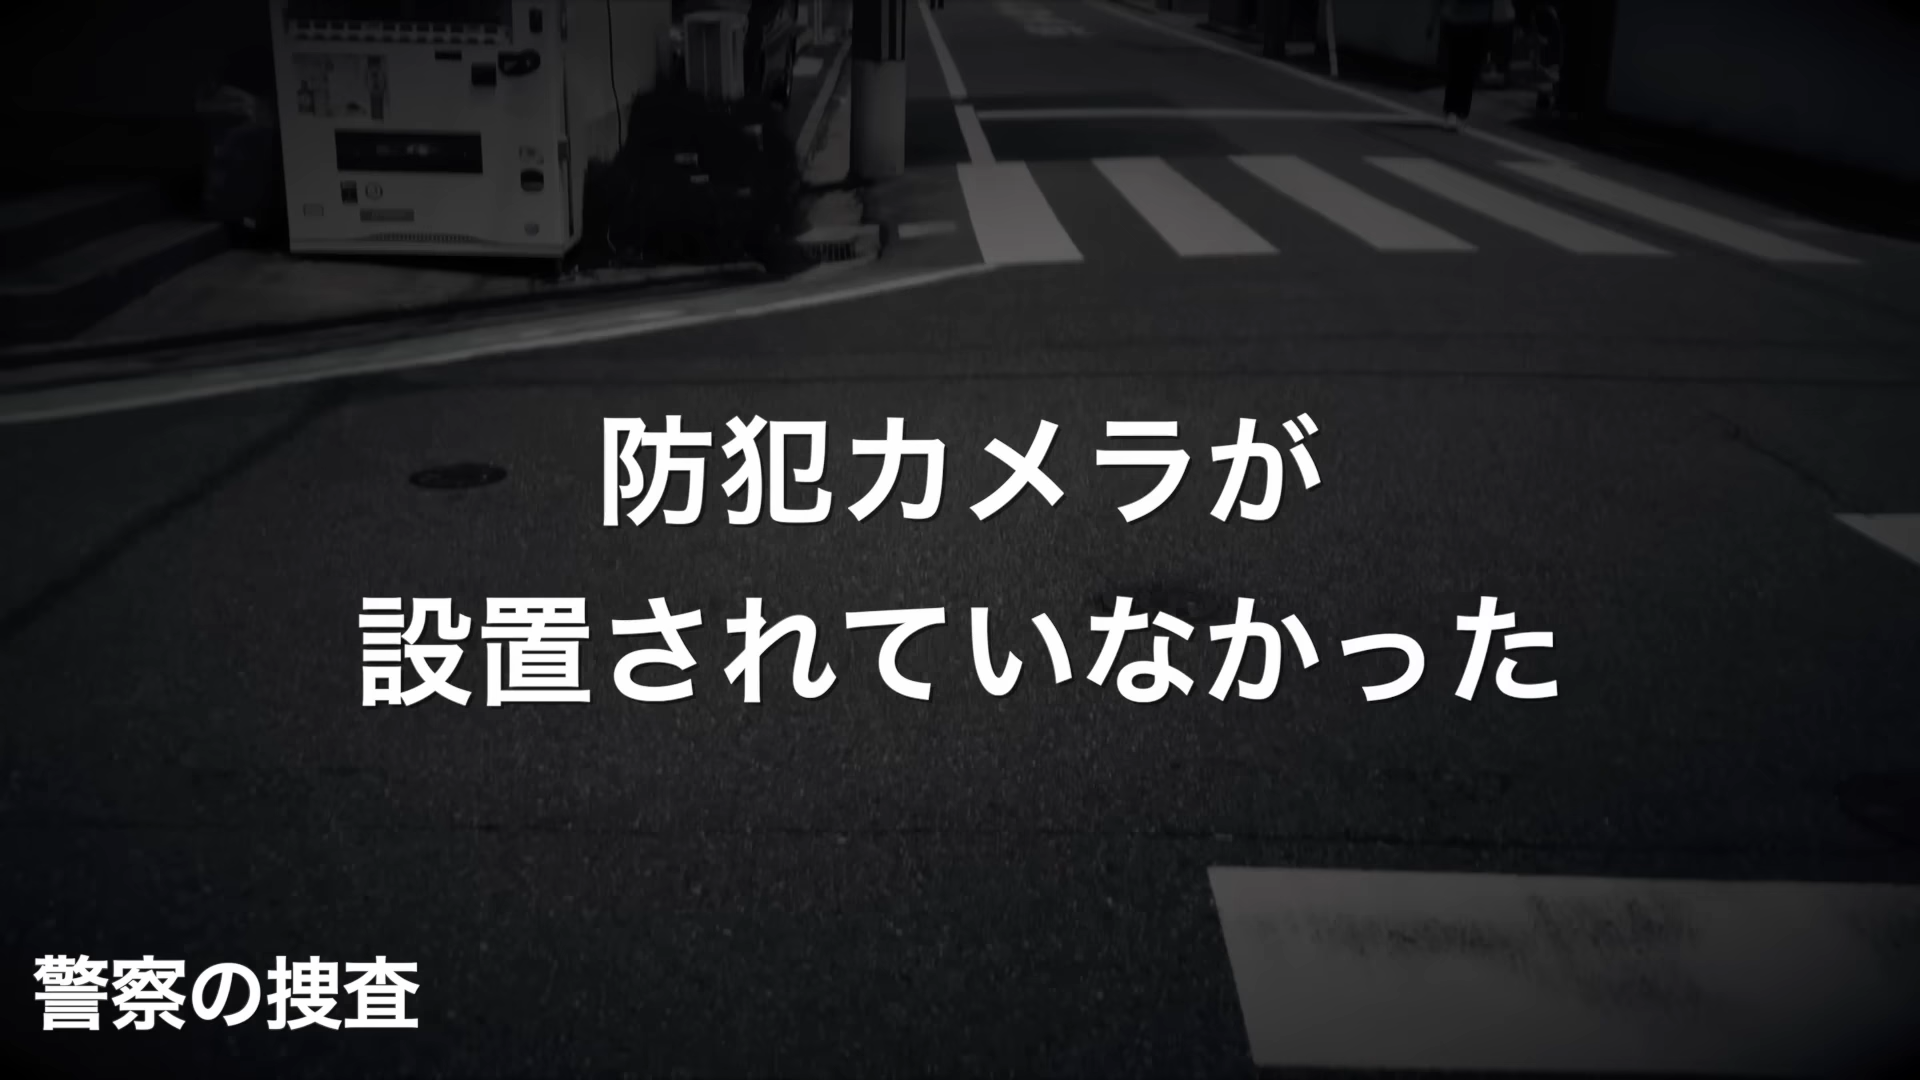 防犯カメラが
設置されていなかった
警察の捜査